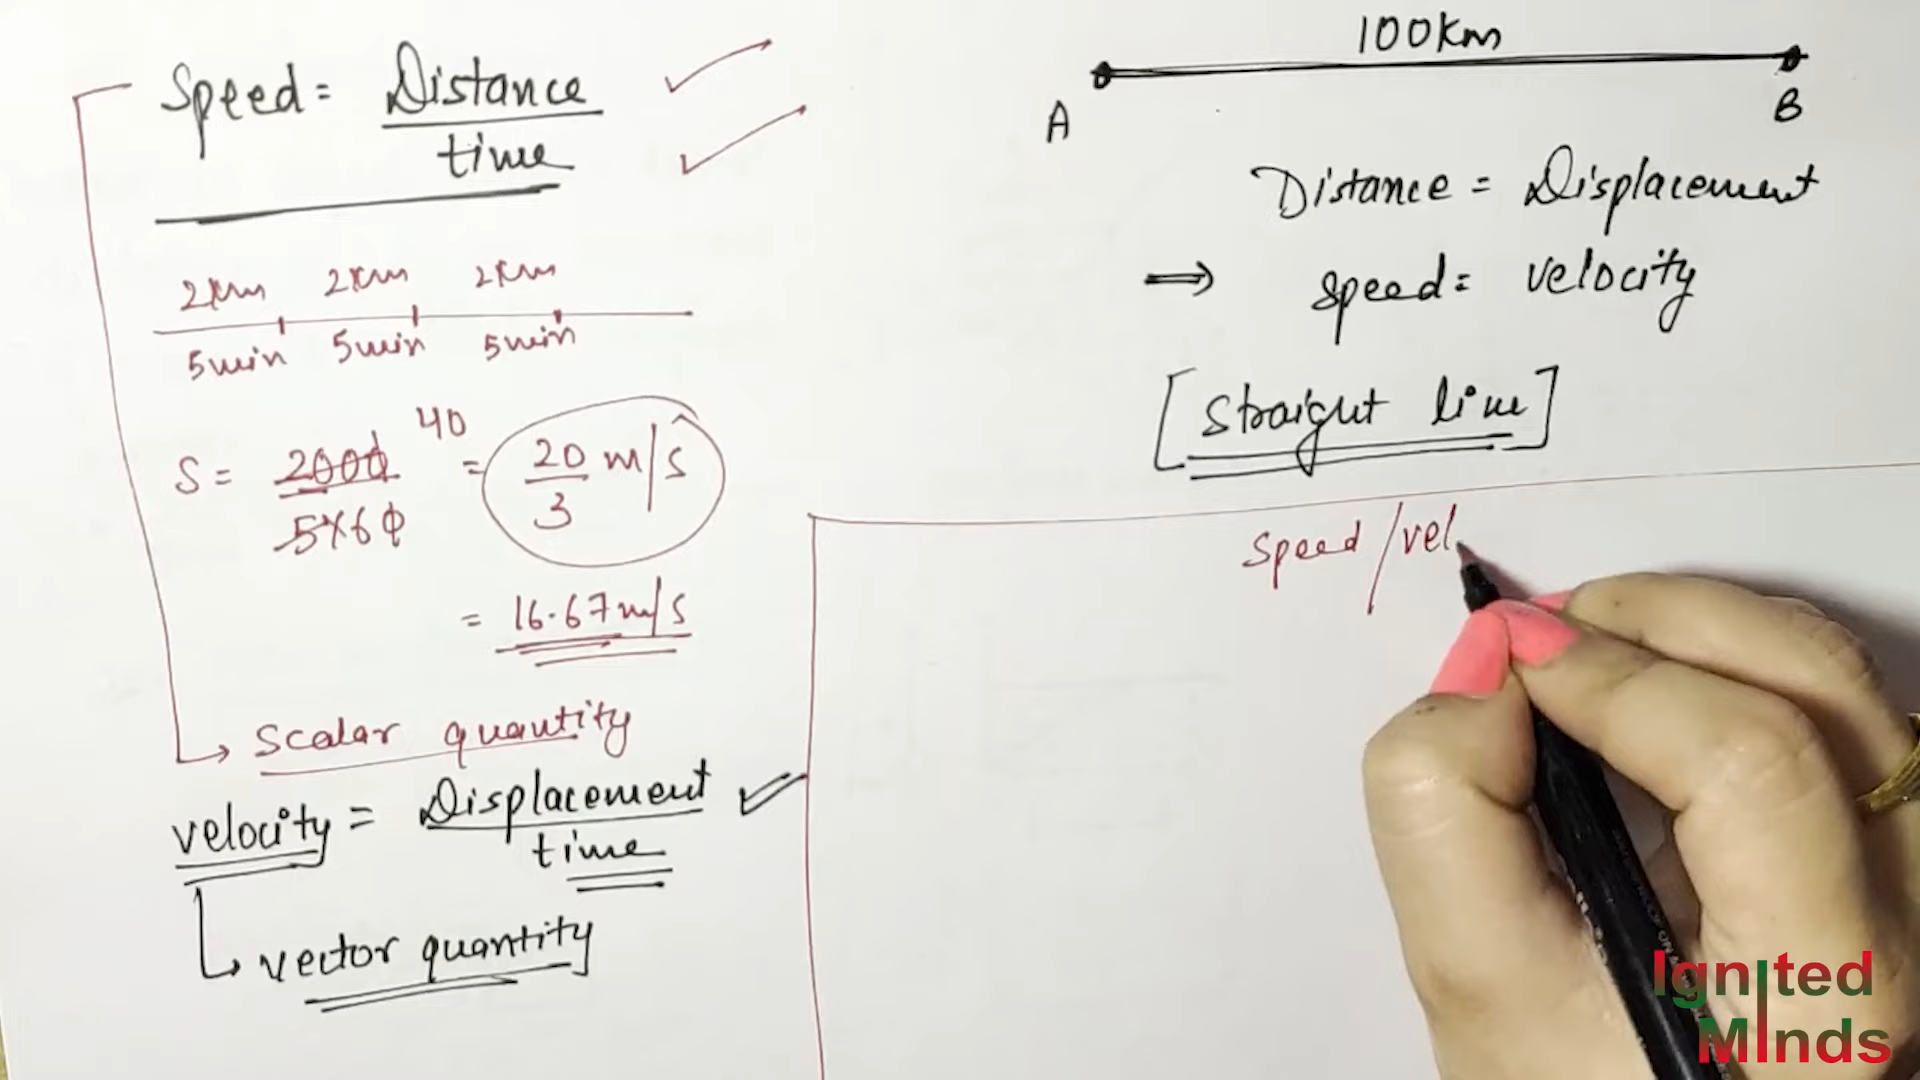 Speed = Distance
time
2Km 2Km 2Km
5min 5min 5min
S = 2000 40 = 20 m/s
5×60 3
= 16.67 m/s
Scalar quantity
velocity = Displacement
time
vector quantity
100Km
A B
Distance = Displacement
⇒ speed = velocity
[Straight line]
Speed / vel
Ignited
Minds